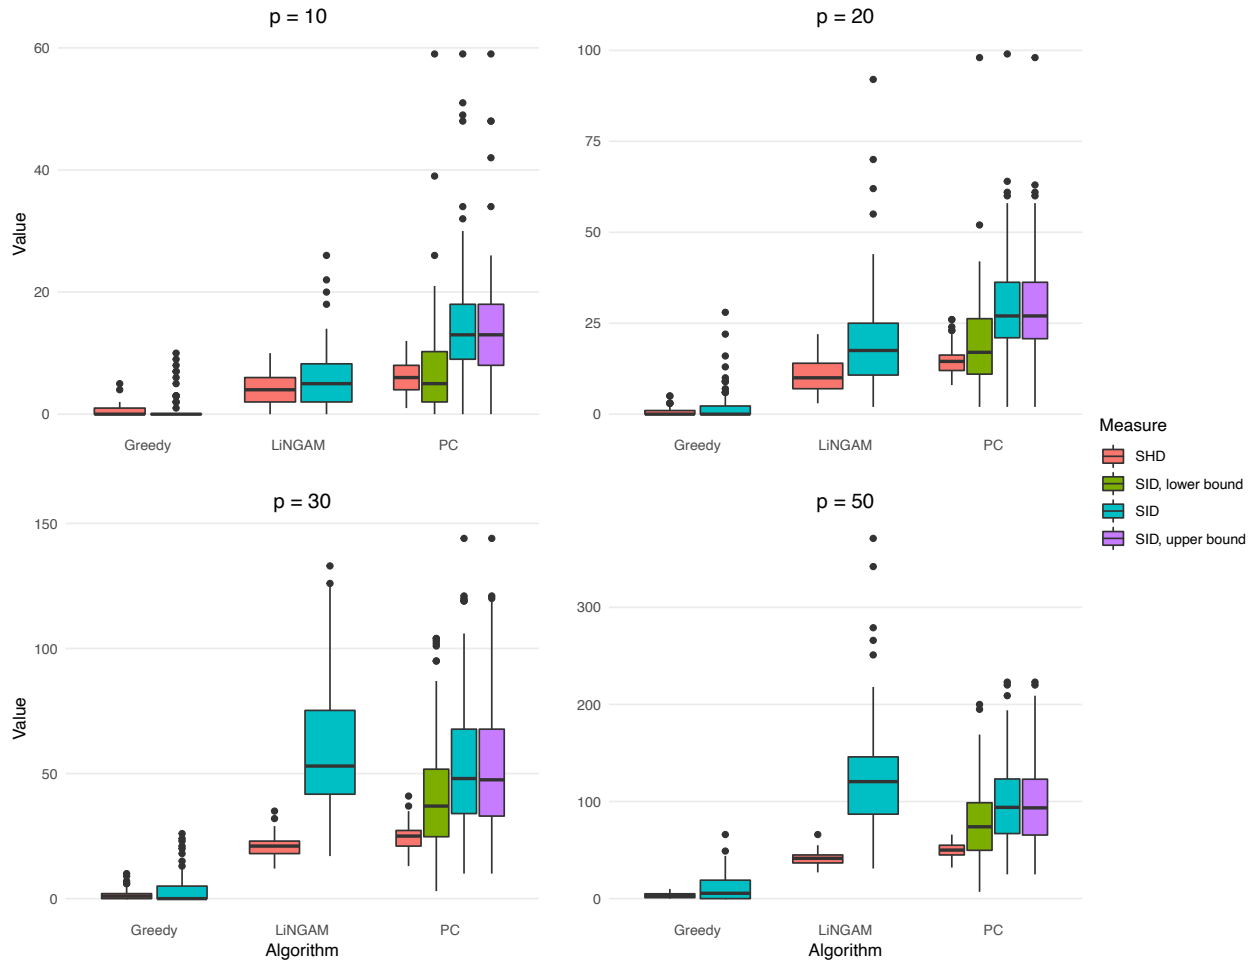 p = 10
p = 20
Value
60
40
20
0
Greedy
LiNGAM
PC
100
75
50
25
0
Greedy
LiNGAM
PC
Measure
SHD
SID, lower bound
SID
SID, upper bound
p = 30
p = 50
Value
150
100
50
0
Greedy
LiNGAM
PC
Algorithm
300
200
100
0
Greedy
LiNGAM
PC
Algorithm